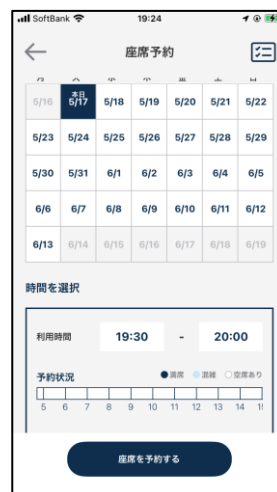 SoftBank 19:24
座席予約
5/16 本日 5/17 5/18 5/19 5/20 5/21 5/22
5/23 5/24 5/25 5/26 5/27 5/28 5/29
5/30 5/31 6/1 6/2 6/3 6/4 6/5
6/6 6/7 6/8 6/9 6/10 6/11 6/12
6/13 6/14 6/15 6/16 6/17 6/18 6/19
時間を選択
利用時間 19:30 - 20:00
予約状況 満席 混雑 空席あり
5 6 7 8 9 10 11 12 13 14
座席を予約する